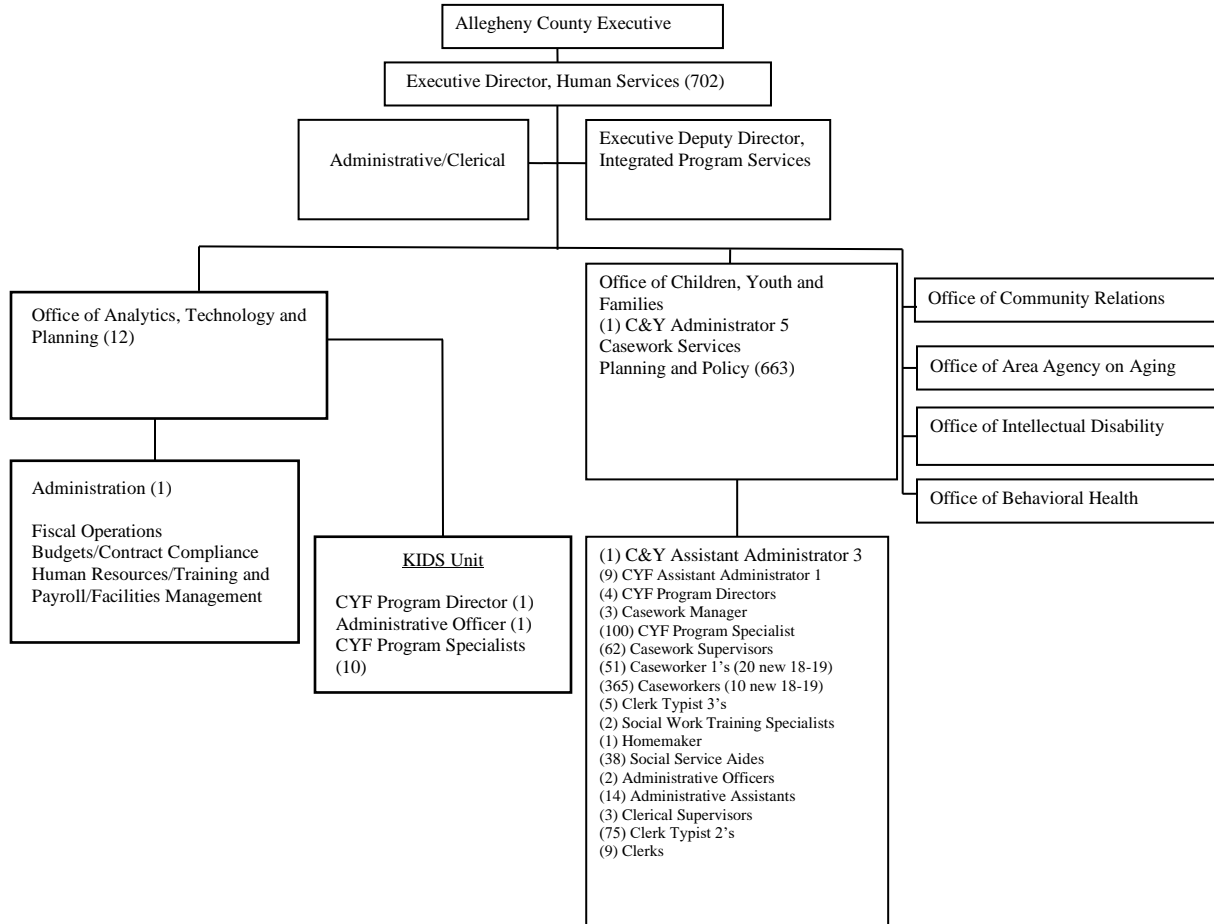 Allegheny County Executive
Executive Director, Human Services (702)
Administrative/Clerical
Executive Deputy Director,
Integrated Program Services
Office of Analytics, Technology and
Planning (12)
Office of Children, Youth and
Families
(1) C&Y Administrator 5
Casework Services
Planning and Policy (663)
Office of Community Relations
Office of Area Agency on Aging
Office of Intellectual Disability
Office of Behavioral Health
Administration (1)
Fiscal Operations
Budgets/Contract Compliance
Human Resources/Training and
Payroll/Facilities Management
KIDS Unit
CYF Program Director (1)
Administrative Officer (1)
CYF Program Specialists
(10)
(1) C&Y Assistant Administrator 3
(9) CYF Assistant Administrator 1
(4) CYF Program Directors
(3) Casework Manager
(100) CYF Program Specialist
(62) Casework Supervisors
(51) Caseworker 1’s (20 new 18-19)
(365) Caseworkers (10 new 18-19)
(5) Clerk Typist 3’s
(2) Social Work Training Specialists
(1) Homemaker
(38) Social Service Aides
(2) Administrative Officers
(14) Administrative Assistants
(3) Clerical Supervisors
(75) Clerk Typist 2’s
(9) Clerks